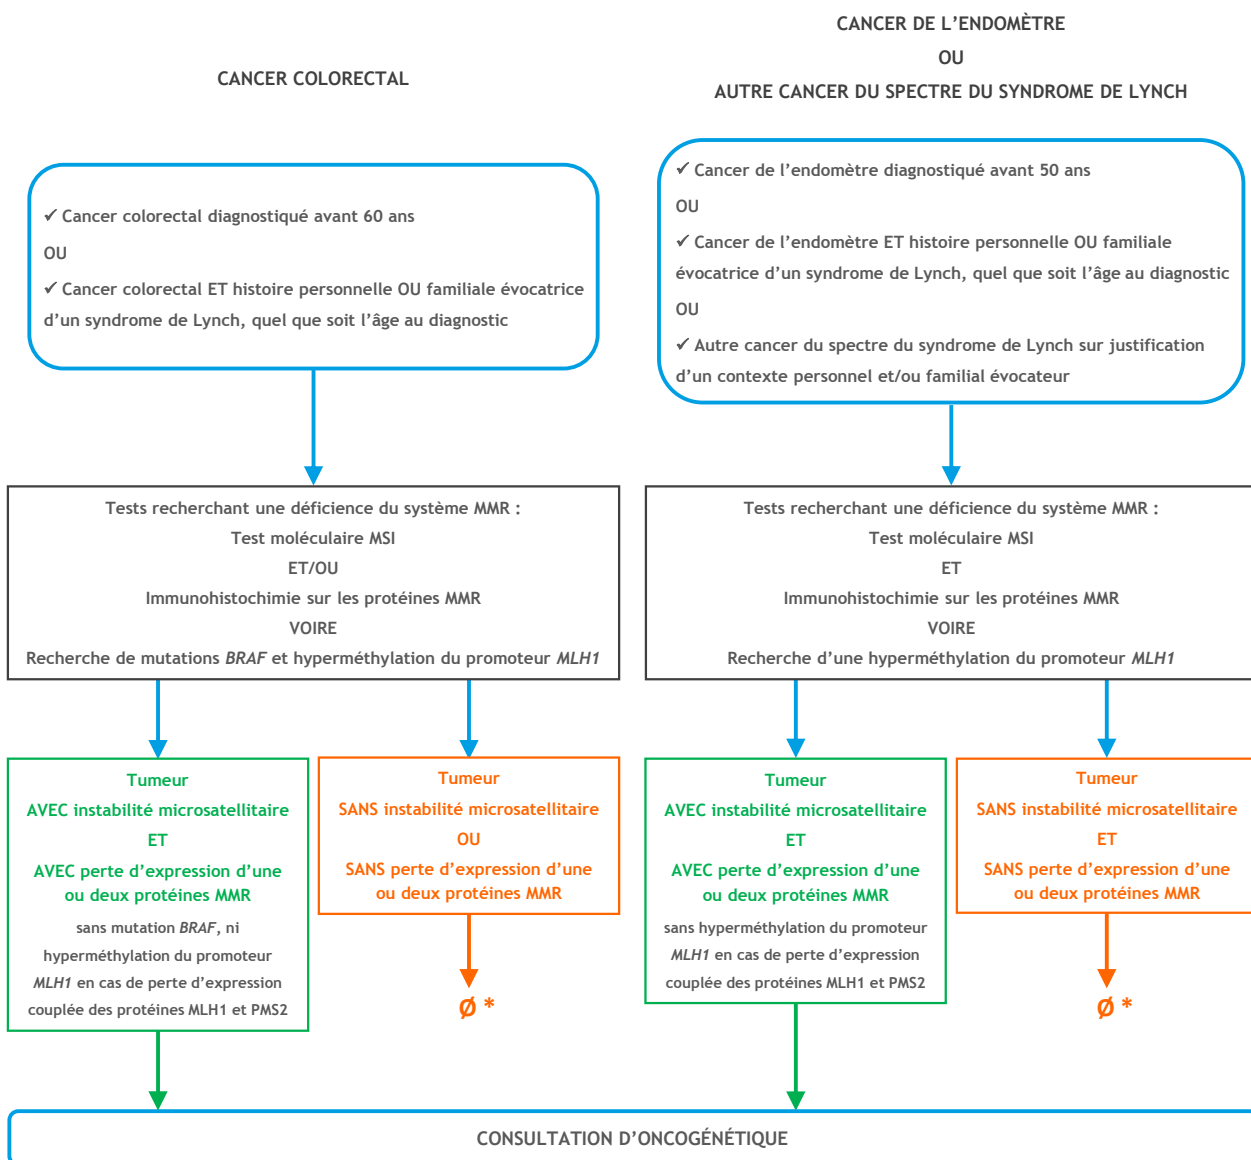 CANCER COLORECTAL
CANCER DE L’ENDOMÈTRE
OU
AUTRE CANCER DU SPECTRE DU SYNDROME DE LYNCH
✓ Cancer colorectal diagnostiqué avant 60 ans
OU
✓ Cancer colorectal ET histoire personnelle OU familiale évocatrice
d’un syndrome de Lynch, quel que soit l’âge au diagnostic
✓ Cancer de l’endomètre diagnostiqué avant 50 ans
OU
✓ Cancer de l’endomètre ET histoire personnelle OU familiale
évocatrice d’un syndrome de Lynch, quel que soit l’âge au diagnostic
OU
✓ Autre cancer du spectre du syndrome de Lynch sur justification
d’un contexte personnel et/ou familial évocateur
Tests recherchant une déficience du système MMR :
Test moléculaire MSI
ET/OU
Immunohistochimie sur les protéines MMR
VOIRE
Recherche de mutations BRAF et hyperméthylation du promoteur MLH1
Tests recherchant une déficience du système MMR :
Test moléculaire MSI
ET
Immunohistochimie sur les protéines MMR
VOIRE
Recherche d’une hyperméthylation du promoteur MLH1
Tumeur
AVEC instabilité microsatellitaire
ET
AVEC perte d’expression d’une
ou deux protéines MMR
sans mutation BRAF, ni
hyperméthylation du promoteur
MLH1 en cas de perte d’expression
couplée des protéines MLH1 et PMS2
Tumeur
SANS instabilité microsatellitaire
OU
SANS perte d’expression d’une
ou deux protéines MMR
Ø *
Tumeur
AVEC instabilité microsatellitaire
ET
AVEC perte d’expression d’une
ou deux protéines MMR
sans hyperméthylation du promoteur
MLH1 en cas de perte d’expression
couplée des protéines MLH1 et PMS2
Tumeur
SANS instabilité microsatellitaire
ET
SANS perte d’expression d’une
ou deux protéines MMR
Ø *
CONSULTATION D’ONCOGÉNÉTIQUE